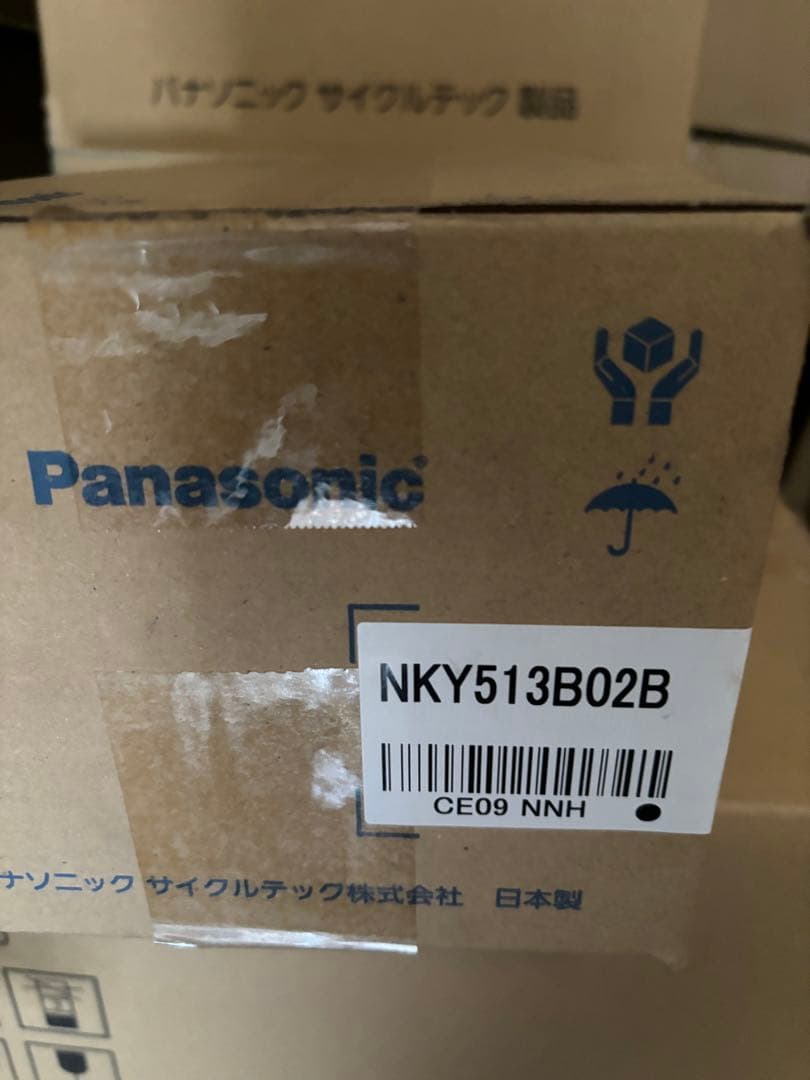 パナソニック サイクルテック 製品
Panasonic
NKY513B02B
CE09 NNH
ナソニック サイクルテック株式会社 日本製